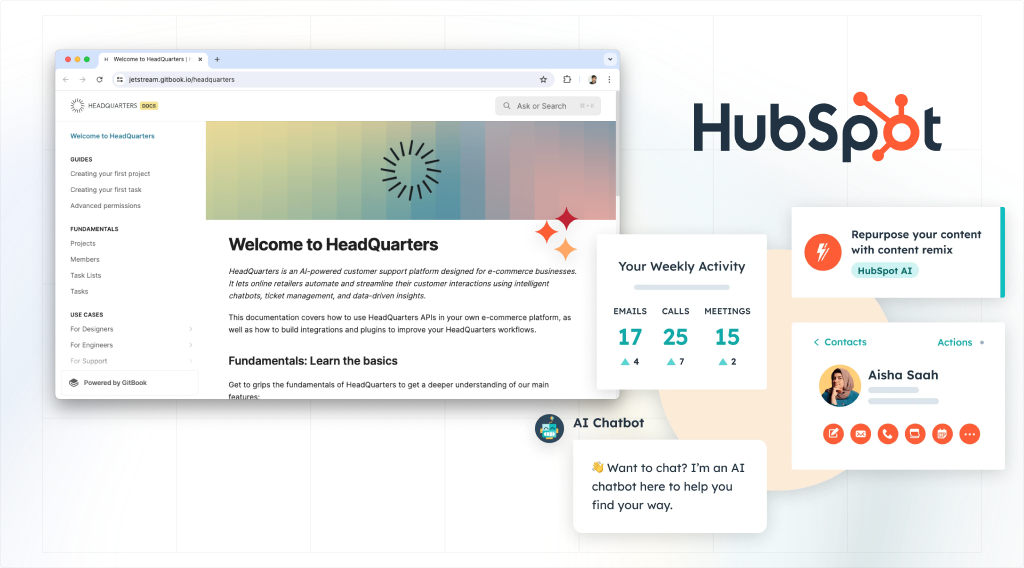 H Welcome to HeadQuarters |
jetstream.gitbook.io/headquarters
HEADQUARTERS DOCS
Ask or Search
Welcome to HeadQuarters
GUIDES
Creating your first project
Creating your first task
Advanced permissions
FUNDAMENTALS
Projects
Members
Task Lists
Tasks
USE CASES
For Designers
For Engineers
For Support
Powered by GitBook
Welcome to HeadQuarters
HeadQuarters is an AI-powered customer support platform designed for e-commerce businesses.
It lets online retailers automate and streamline their customer interactions using intelligent
chatbots, ticket management, and data-driven insights.
This documentation covers how to use HeadQuarters APIs in your own e-commerce platform,
as well as how to build integrations and plugins to improve your HeadQuarters workflows.
Fundamentals: Learn the basics
Get to grips the fundamentals of HeadQuarters to get a deeper understanding of our main
features:
HubSpot
Your Weekly Activity
EMAILS CALLS MEETINGS
17 25 15
4 7 2
Repurpose your content
with content remix
HubSpot AI
Contacts Actions
Aisha Saah
AI Chatbot
👋 Want to chat? I'm an AI
chatbot here to help you
find your way.